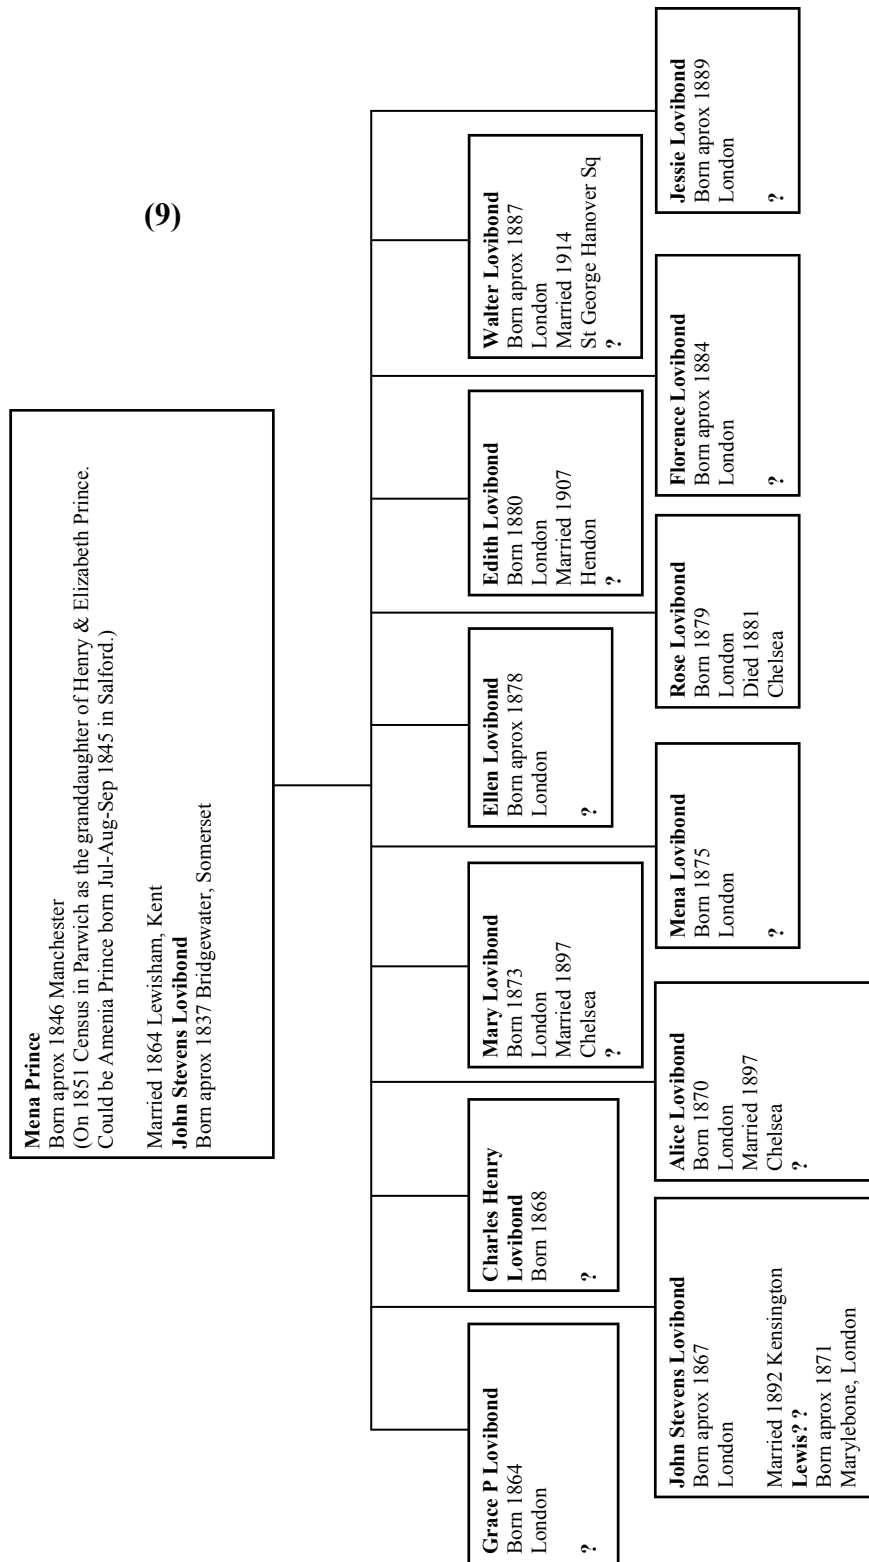 (9)
Mena Prince
Born aprox 1846 Manchester
(On 1851 Census in Parwich as the granddaughter of Henry & Elizabeth Prince.
Could be Amenia Prince born Jul-Aug-Sep 1845 in Salford.)
Married 1864 Lewisham, Kent
John Stevens Lovibond
Born aprox 1837 Bridgewater, Somerset
Grace P Lovibond
Born 1864
London
?
Charles Henry
Lovibond
Born 1868
?
Mary Lovibond
Born 1873
London
Married 1897
Chelsea
?
Ellen Lovibond
Born aprox 1878
London
?
Edith Lovibond
Born 1880
London
Married 1907
Hendon
?
Walter Lovibond
Born aprox 1887
London
Married 1914
St George Hanover Sq
?
John Stevens Lovibond
Born aprox 1867
London
Married 1892 Kensington
Lewis? ?
Born aprox 1871
Marylebone, London
Alice Lovibond
Born 1870
London
Married 1897
Chelsea
?
Mena Lovibond
Born 1875
London
?
Rose Lovibond
Born 1879
London
Died 1881
Chelsea
Florence Lovibond
Born aprox 1884
London
?
Jessie Lovibond
Born aprox 1889
London
?